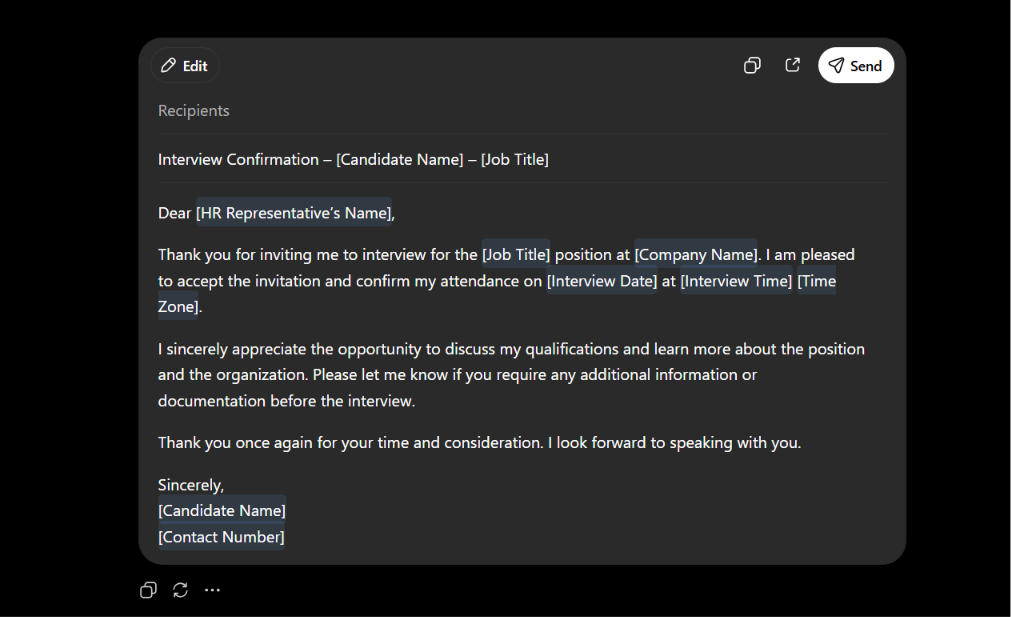 Edit
Send
Recipients
Interview Confirmation – [Candidate Name] – [Job Title]
Dear [HR Representative’s Name],
Thank you for inviting me to interview for the [Job Title] position at [Company Name]. I am pleased
to accept the invitation and confirm my attendance on [Interview Date] at [Interview Time] [Time
Zone].
I sincerely appreciate the opportunity to discuss my qualifications and learn more about the position
and the organization. Please let me know if you require any additional information or
documentation before the interview.
Thank you once again for your time and consideration. I look forward to speaking with you.
Sincerely,
[Candidate Name]
[Contact Number]